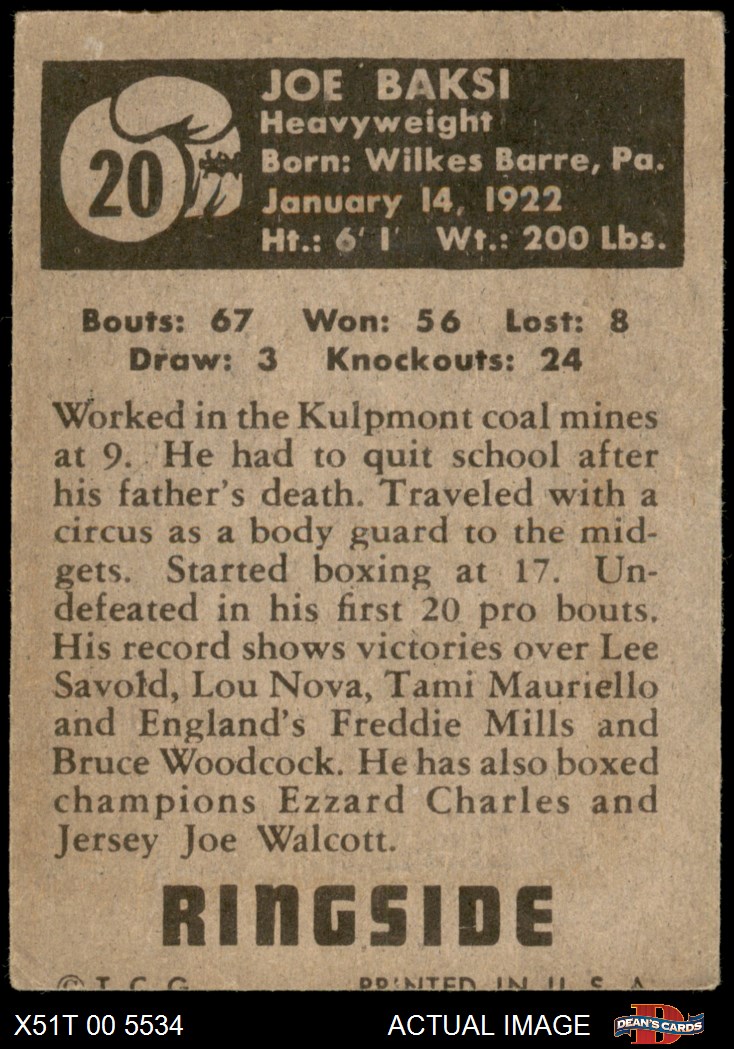 20
JOE BAKSI
Heavyweight
Born: Wilkes Barre, Pa.
January 14, 1922
Ht.: 6' 1' Wt.: 200 Lbs.
Bouts: 67 Won: 56 Lost: 8
Draw: 3 Knockouts: 24
Worked in the Kulpmont coal mines
at 9. He had to quit school after
his father's death. Traveled with a
circus as a body guard to the mid-
gets. Started boxing at 17. Un-
defeated in his first 20 pro bouts.
His record shows victories over Lee
Savold, Lou Nova, Tami Mauriello
and England's Freddie Mills and
Bruce Woodcock. He has also boxed
champions Ezzard Charles and
Jersey Joe Walcott.
RINGSIDE
© T. C. G. PRINTED IN U. S. A.
X51T 00 5534 ACTUAL IMAGE D DEAN'S CARDS